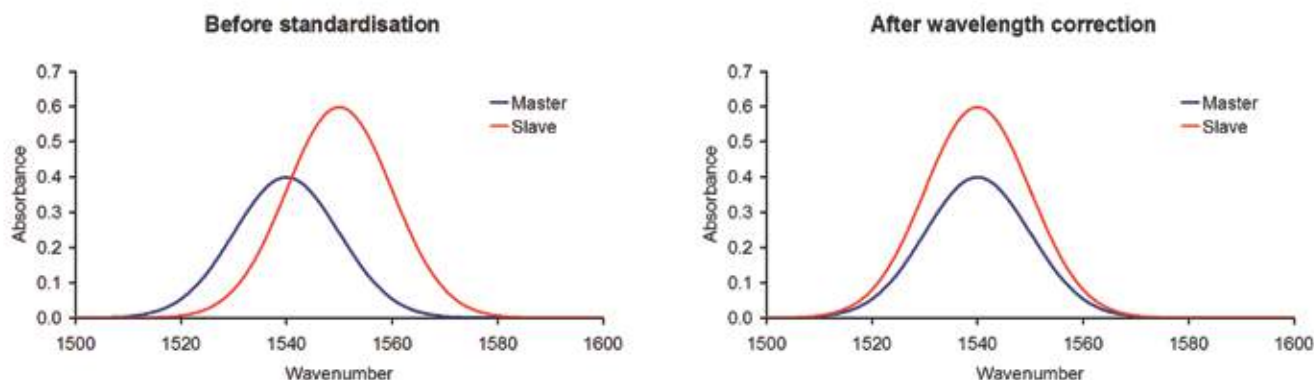 Before standardisation
0.7
0.6
0.5
0.4
0.3
0.2
0.1
0.0
Absorbance
Master
Slave
1500 1520 1540 1560 1580 1600
Wavenumber
After wavelength correction
0.7
0.6
0.5
0.4
0.3
0.2
0.1
0.0
Absorbance
Master
Slave
1500 1520 1540 1560 1580 1600
Wavenumber